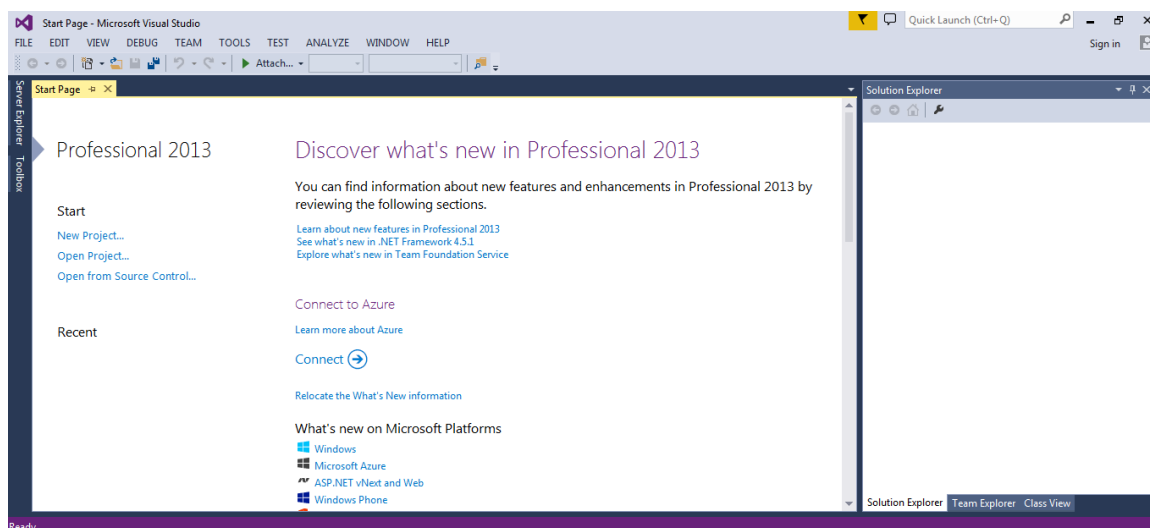 Start Page - Microsoft Visual Studio
Quick Launch (Ctrl+Q)
FILE EDIT VIEW DEBUG TEAM TOOLS TEST ANALYZE WINDOW HELP
Sign in
Attach...
Server Explorer
Toolbox
Start Page
Professional 2013
Start
New Project...
Open Project...
Open from Source Control...
Recent
Discover what's new in Professional 2013
You can find information about new features and enhancements in Professional 2013 by
reviewing the following sections.
Learn about new features in Professional 2013
See what's new in .NET Framework 4.5.1
Explore what's new in Team Foundation Service
Connect to Azure
Learn more about Azure
Connect
Relocate the What's New information
What's new on Microsoft Platforms
Windows
Microsoft Azure
ASP.NET vNext and Web
Windows Phone
Solution Explorer
Solution Explorer Team Explorer Class View
Ready